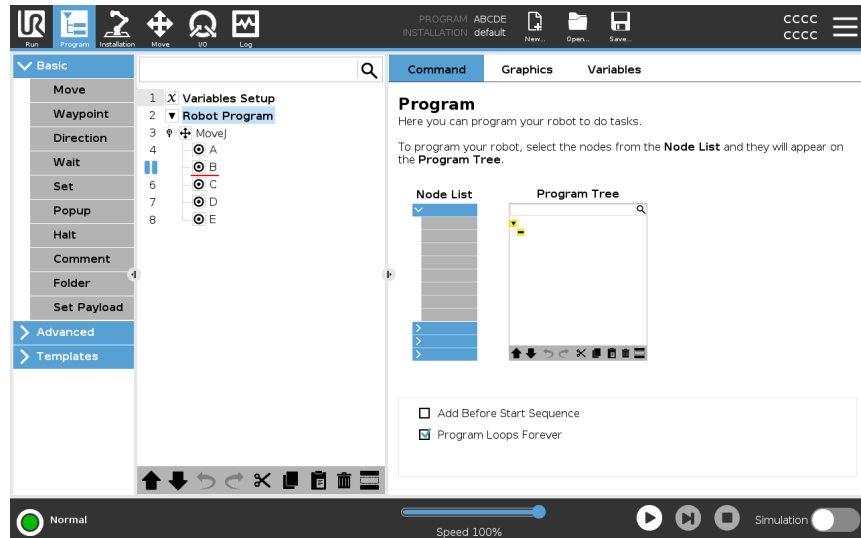 PROGRAM ABCDE
INSTALLATION default
CCCC
CCCC
UR
Run
Program
Installation
Move
I/O
Log
New...
Open...
Save...
Basic
Move
Waypoint
Direction
Wait
Set
Popup
Halt
Comment
Folder
Set Payload
Advanced
Templates
1 X Variables Setup
2 Robot Program
3 MoveJ
4 A
B
6 C
7 D
8 E
Command Graphics Variables
Program
Here you can program your robot to do tasks.
To program your robot, select the nodes from the Node List and they will appear on
the Program Tree.
Node List
Program Tree
Add Before Start Sequence
Program Loops Forever
Normal
Speed 100%
Simulation